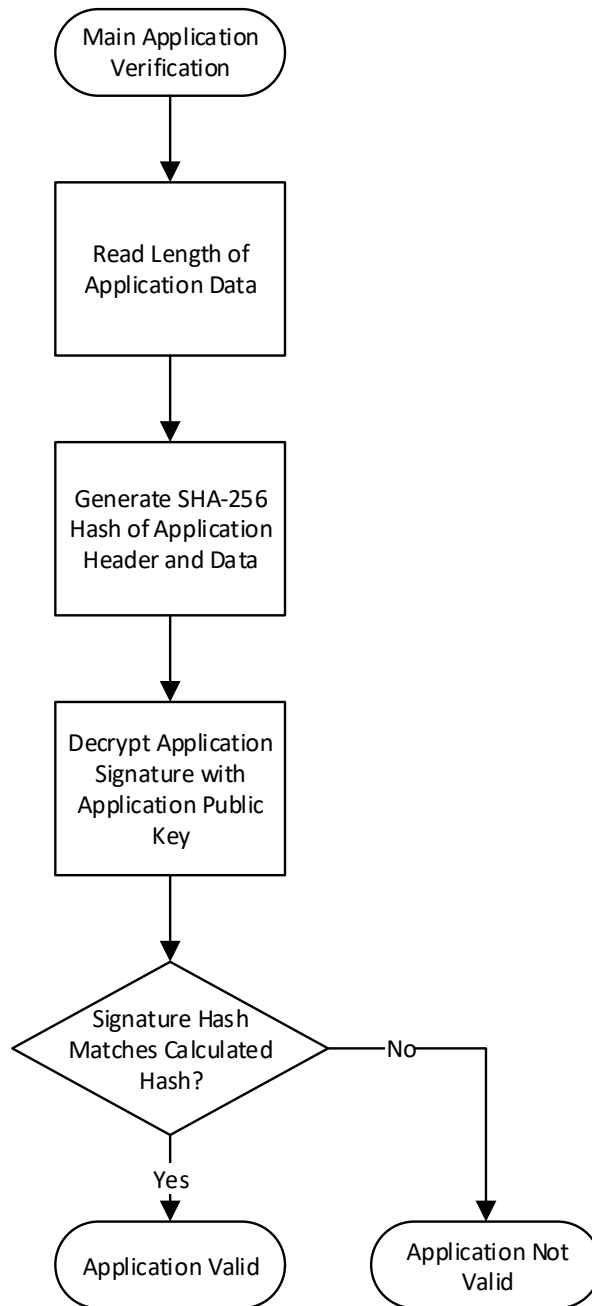 Main Application
Verification
Read Length of
Application Data
Generate SHA-256
Hash of Application
Header and Data
Decrypt Application
Signature with
Application Public
Key
Signature Hash
Matches Calculated
Hash?
No
Yes
Application Valid
Application Not
Valid